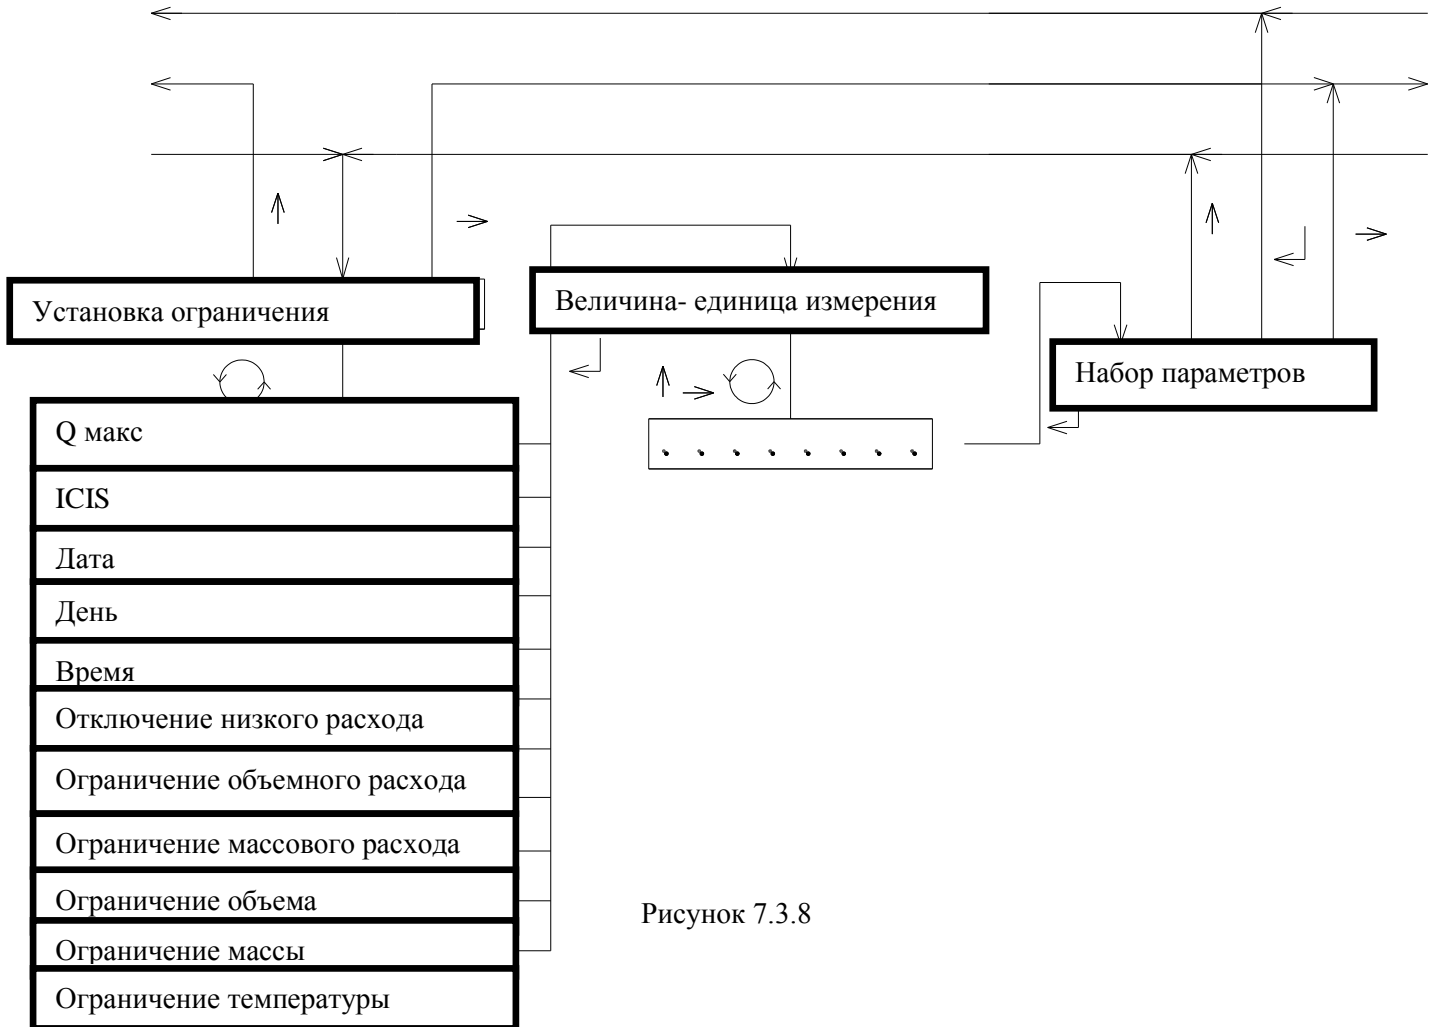 Установка ограничения
Величина- единица измерения
Набор параметров
Q макс
ICIS
Дата
День
Время
Отключение низкого расхода
Ограничение объемного расхода
Ограничение массового расхода
Ограничение объема
Ограничение массы
Ограничение температуры
Рисунок 7.3.8